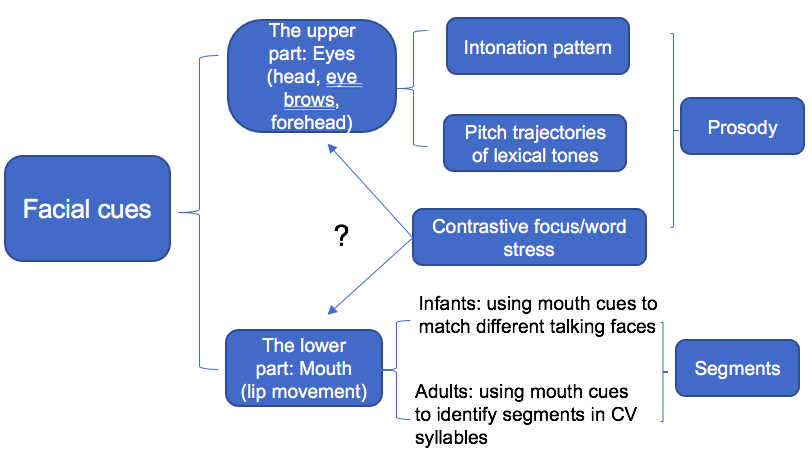 The upper
part: Eyes
(head, eye
brows,
forehead)
Intonation pattern
Pitch trajectories
of lexical tones
Prosody
Facial cues
?
Contrastive focus/word
stress
The lower
part: Mouth
(lip movement)
Infants: using mouth cues to
match different talking faces
Adults: using mouth cues
to identify segments in CV
syllables
Segments